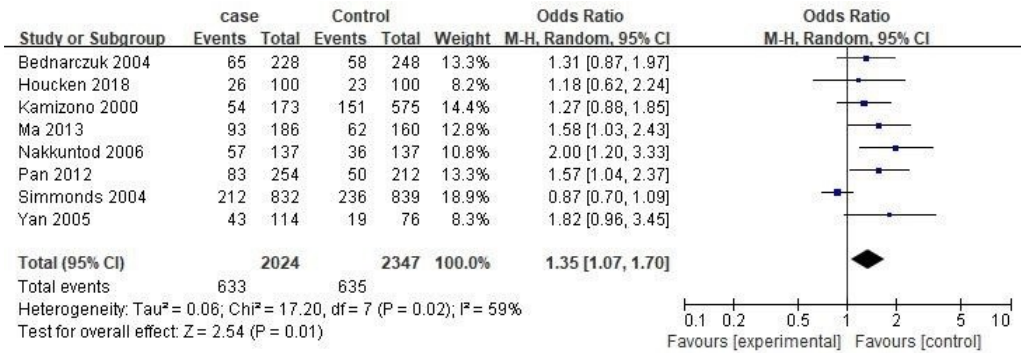 case Control Odds Ratio Odds Ratio
Study or Subgroup Events Total Events Total Weight M-H, Random, 95% CI M-H, Random, 95% CI
Bednarczuk 2004 65 228 58 248 13.3% 1.31 [0.87, 1.97]
Houcken 2018 26 100 23 100 8.2% 1.18 [0.62, 2.24]
Kamizono 2000 54 173 151 575 14.4% 1.27 [0.88, 1.85]
Ma 2013 93 186 62 160 12.8% 1.58 [1.03, 2.43]
Nakkuntod 2006 57 137 36 137 10.8% 2.00 [1.20, 3.33]
Pan 2012 83 254 50 212 13.3% 1.57 [1.04, 2.37]
Simmonds 2004 212 832 236 839 18.9% 0.87 [0.70, 1.09]
Yan 2005 43 114 19 76 8.3% 1.82 [0.96, 3.45]
Total (95% CI) 2024 2347 100.0% 1.35 [1.07, 1.70]
Total events 633 635
Heterogeneity: Tau² = 0.06; Chi² = 17.20, df = 7 (P = 0.02); I² = 59%
Test for overall effect: Z = 2.54 (P = 0.01)
0.1 0.2 0.5 1 2 5 10
Favours [experimental] Favours [control]